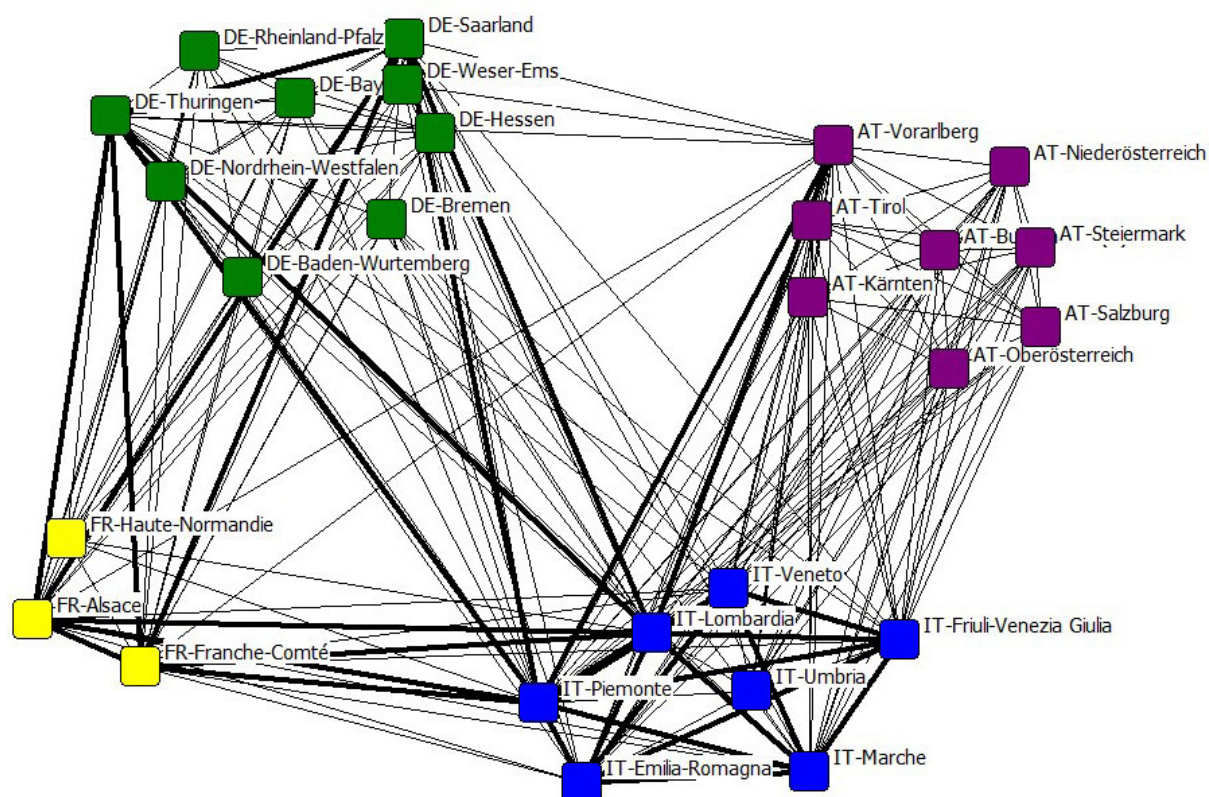 DE-Saarland
DE-Rheinland-Pfalz
DE-Weser-Ems
DE-Bay
DE-Thuringen
DE-Hessen
AT-Vorarlberg
AT-Niederösterreich
DE-Nordrhein-Westfalen
DE-Bremen
AT-Tirol
AT-Bu
AT-Steiermark
DE-Baden-Wurtemberg
AT-Kärnten
AT-Salzburg
AT-Oberösterreich
FR-Haute-Normandie
IT-Veneto
FR-Alsace
IT-Lombardia
IT-Friuli-Venezia Giulia
FR-Franche-Comté
IT-Umbria
IT-Piemonte
IT-Marche
IT-Emilia-Romagna